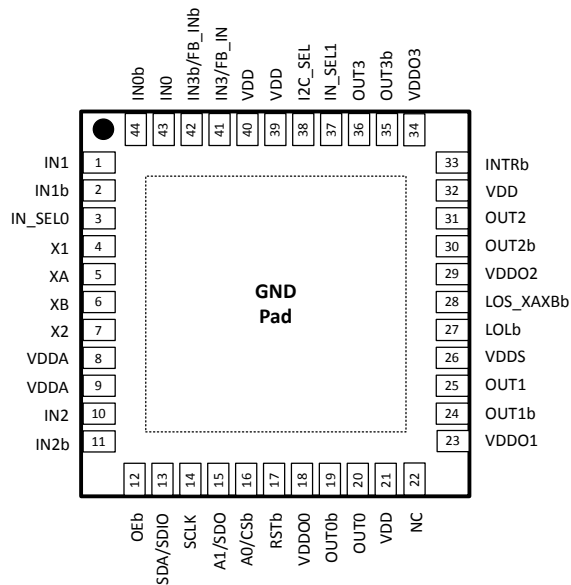 IN0b
IN0
IN3b/FB_INb
IN3/FB_IN
VDD
VDD
I2C_SEL
IN_SEL1
OUT3
OUT3b
VDDO3
44
43
42
41
40
39
38
37
36
35
34
IN1 1
IN1b 2
IN_SEL0 3
X1 4
XA 5
XB 6
X2 7
VDDA 8
VDDA 9
IN2 10
IN2b 11
GND
Pad
33 INTRb
32 VDD
31 OUT2
30 OUT2b
29 VDDO2
28 LOS_XAXBb
27 LOLb
26 VDDS
25 OUT1
24 OUT1b
23 VDDO1
12
13
14
15
16
17
18
19
20
21
22
OEb
SDA/SDIO
SCLK
A1/SDO
A0/CSb
RSTb
VDDO0
OUT0b
OUT0
VDD
NC